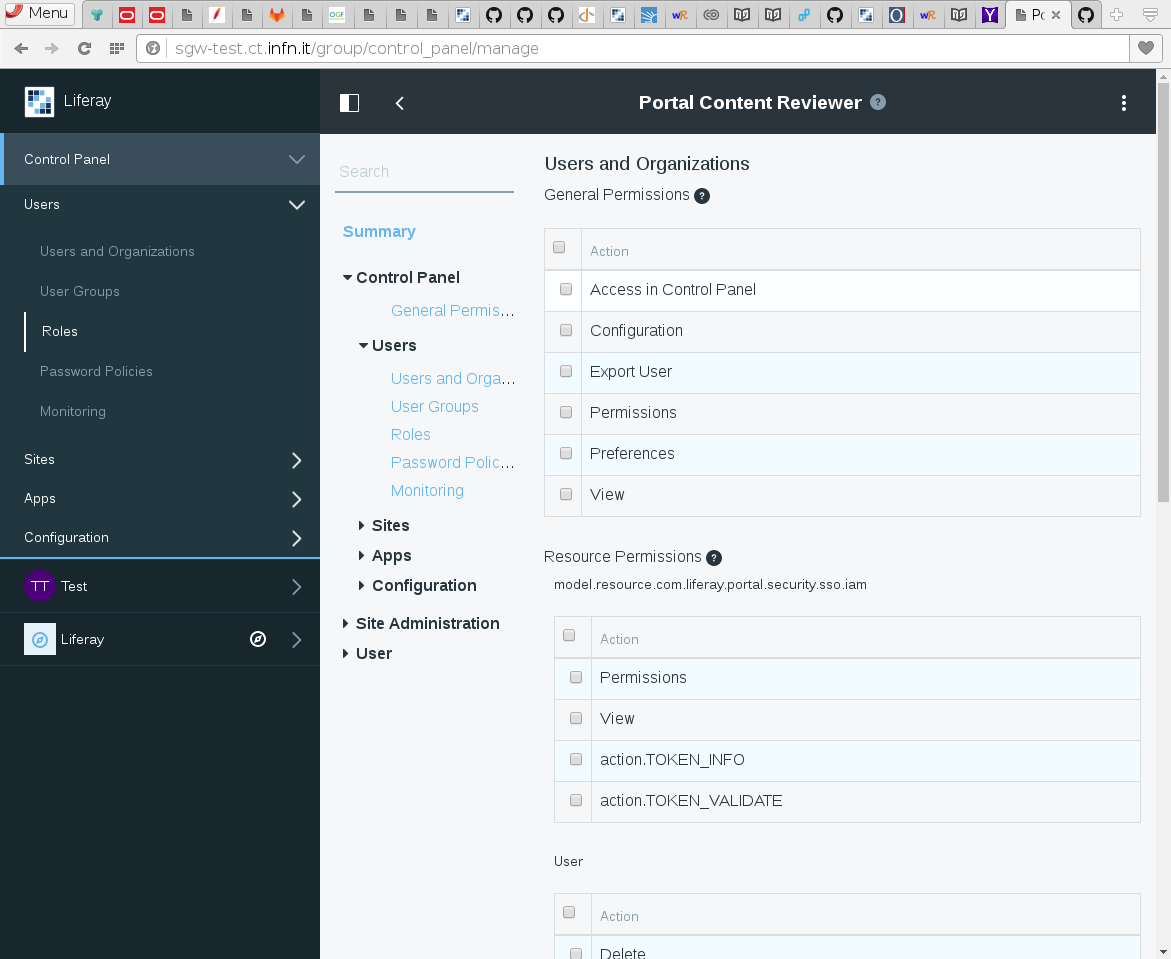 Menu
OGF
wR
wR
Po
sgw-test.ct.infn.it/group/control_panel/manage
Liferay
Control Panel
Users
Users and Organizations
User Groups
Roles
Password Policies
Monitoring
Sites
Apps
Configuration
TT Test
Liferay
Portal Content Reviewer ?
Search
Summary
Control Panel
General Permis...
Users
Users and Orga...
User Groups
Roles
Password Polic...
Monitoring
Sites
Apps
Configuration
Site Administration
User
Users and Organizations
General Permissions ?
Action
Access in Control Panel
Configuration
Export User
Permissions
Preferences
View
Resource Permissions ?
model.resource.com.liferay.portal.security.sso.iam
Action
Permissions
View
action.TOKEN_INFO
action.TOKEN_VALIDATE
User
Action
Delete